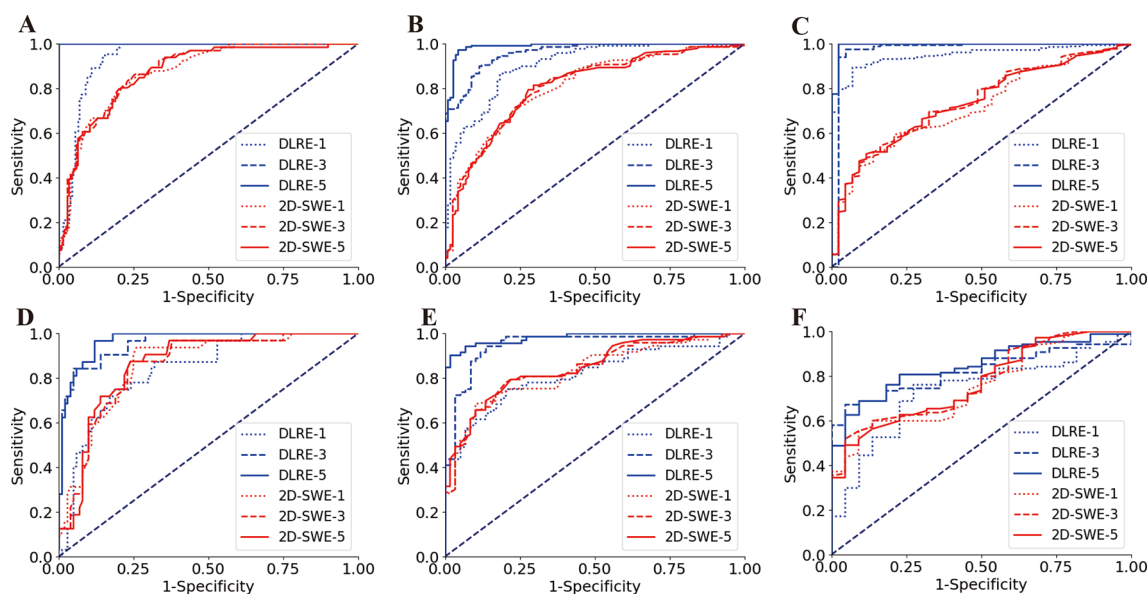 A
Sensitivity
1.0
0.8
0.6
0.4
0.2
0.0
0.00 0.25 0.50 0.75 1.00
1-Specificity
DLRE-1
DLRE-3
DLRE-5
2D-SWE-1
2D-SWE-3
2D-SWE-5
B
Sensitivity
1.0
0.8
0.6
0.4
0.2
0.0
0.00 0.25 0.50 0.75 1.00
1-Specificity
DLRE-1
DLRE-3
DLRE-5
2D-SWE-1
2D-SWE-3
2D-SWE-5
C
Sensitivity
1.0
0.8
0.6
0.4
0.2
0.0
0.00 0.25 0.50 0.75 1.00
1-Specificity
DLRE-1
DLRE-3
DLRE-5
2D-SWE-1
2D-SWE-3
2D-SWE-5
D
Sensitivity
1.0
0.8
0.6
0.4
0.2
0.0
0.00 0.25 0.50 0.75 1.00
1-Specificity
DLRE-1
DLRE-3
DLRE-5
2D-SWE-1
2D-SWE-3
2D-SWE-5
E
Sensitivity
1.0
0.8
0.6
0.4
0.2
0.0
0.00 0.25 0.50 0.75 1.00
1-Specificity
DLRE-1
DLRE-3
DLRE-5
2D-SWE-1
2D-SWE-3
2D-SWE-5
F
Sensitivity
1.0
0.8
0.6
0.4
0.2
0.0
0.00 0.25 0.50 0.75 1.00
1-Specificity
DLRE-1
DLRE-3
DLRE-5
2D-SWE-1
2D-SWE-3
2D-SWE-5